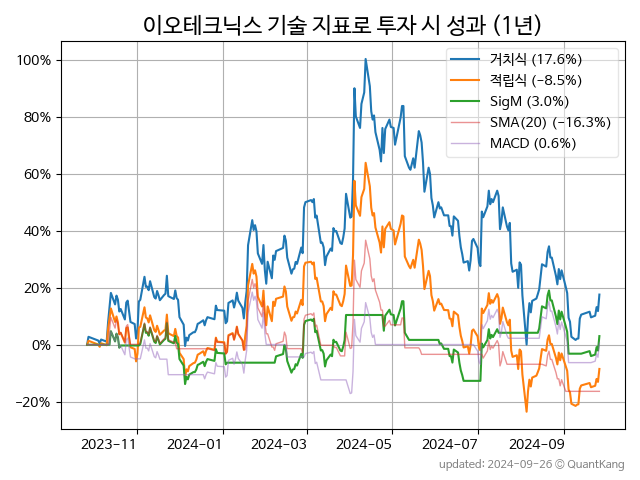 이오테크닉스 기술 지표로 투자 시 성과 (1년)
거치식 (17.6%)
적립식 (−8.5%)
SigM (3.0%)
SMA(20) (−16.3%)
MACD (0.6%)
100%
80%
60%
40%
20%
0%
−20%
2023-11 2024-01 2024-03 2024-05 2024-07 2024-09
updated: 2024-09-26 © QuantKang